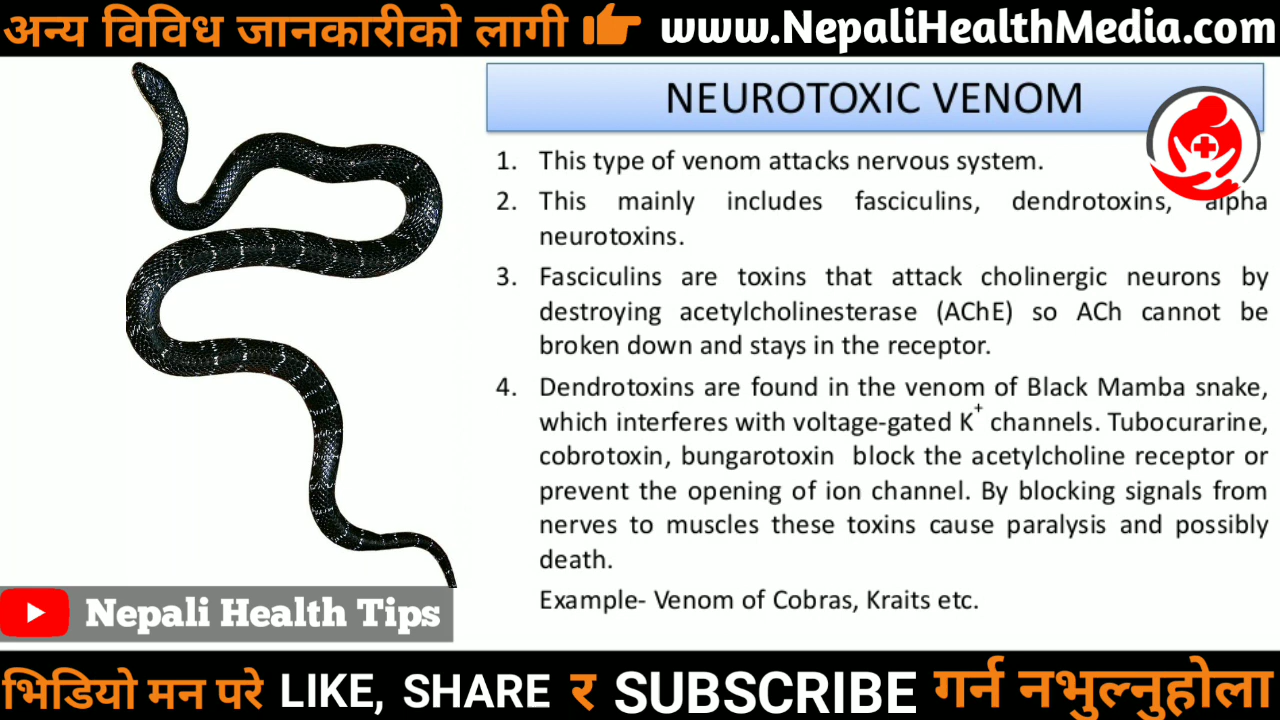 अन्य विविध जानकारीको लागी www.NepaliHealthMedia.com
NEUROTOXIC VENOM
1. This type of venom attacks nervous system.
2. This mainly includes fasciculins, dendrotoxins, alpha
neurotoxins.
3. Fasciculins are toxins that attack cholinergic neurons by
destroying acetylcholinesterase (AChE) so ACh cannot be
broken down and stays in the receptor.
4. Dendrotoxins are found in the venom of Black Mamba snake,
which interferes with voltage-gated K⁺ channels. Tubocurarine,
cobrotoxin, bungarotoxin block the acetylcholine receptor or
prevent the opening of ion channel. By blocking signals from
nerves to muscles these toxins cause paralysis and possibly
death.
Example- Venom of Cobras, Kraits etc.
Nepali Health Tips
भिडियो मन परे LIKE, SHARE र SUBSCRIBE गर्न नभुल्नुहोला